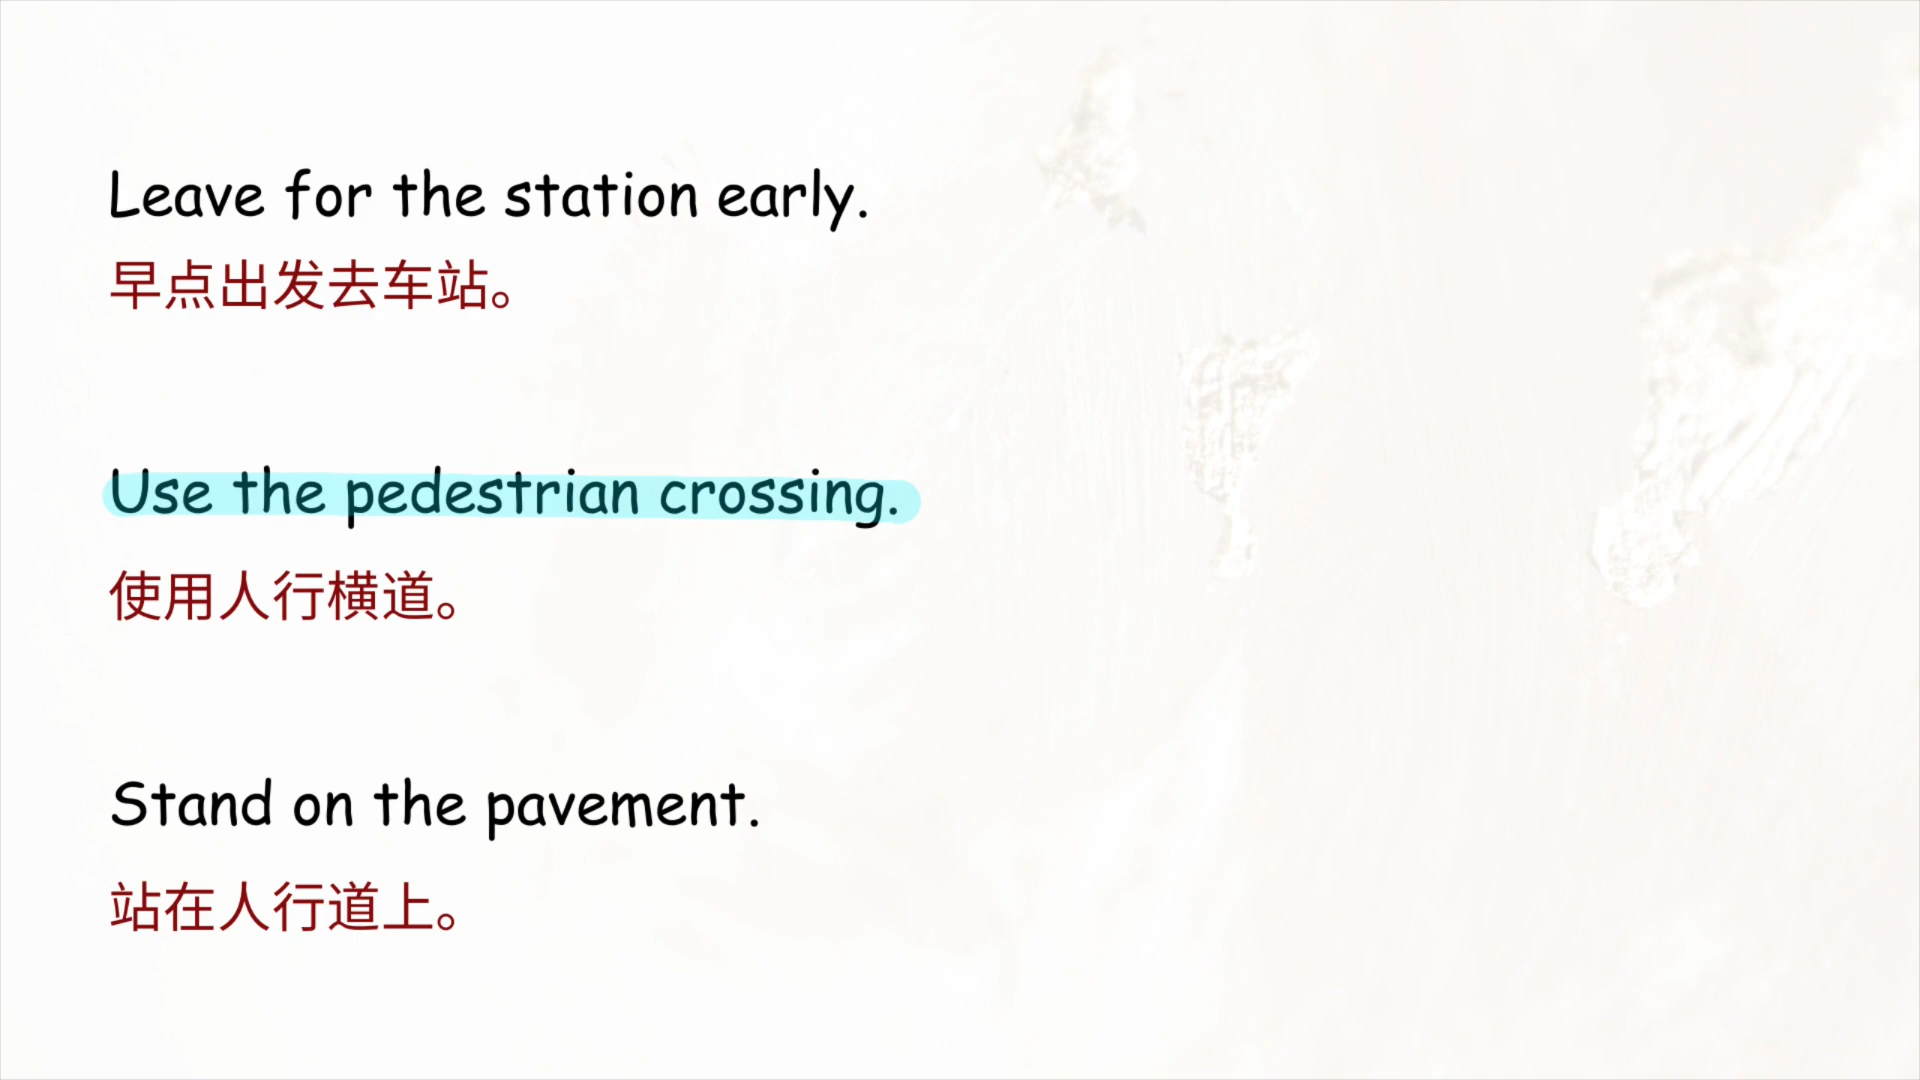 Leave for the station early.
早点出发去车站。
Use the pedestrian crossing.
使用人行横道。
Stand on the pavement.
站在人行道上。